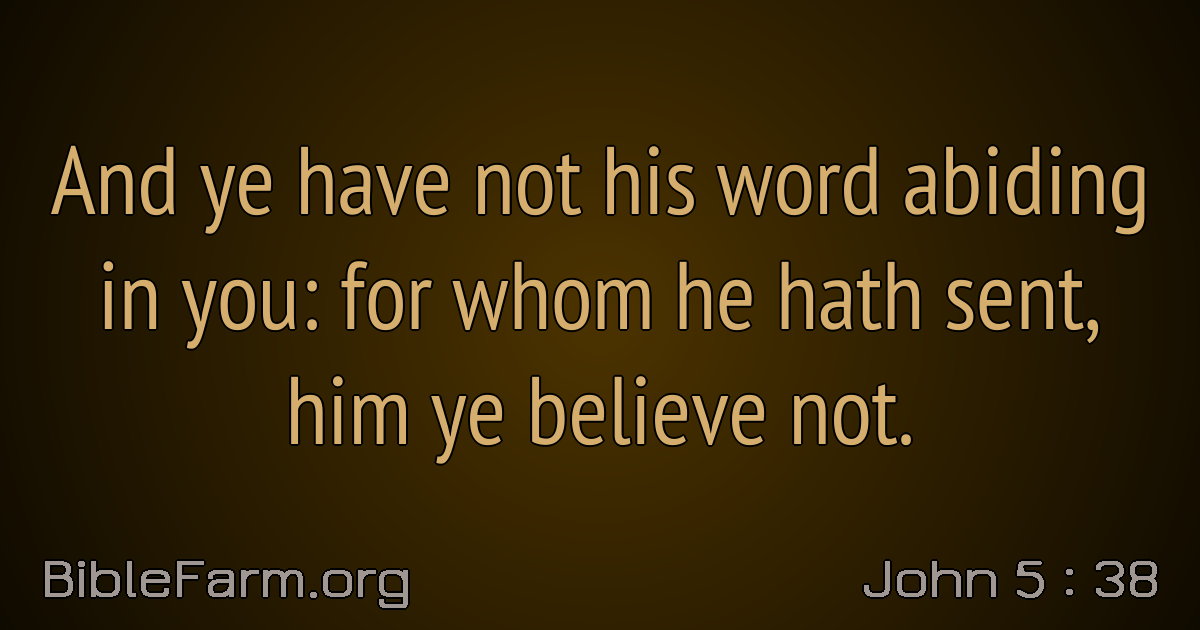 And ye have not his word abiding
in you: for whom he hath sent,
him ye believe not.
BibleFarm.org
John 5 : 38